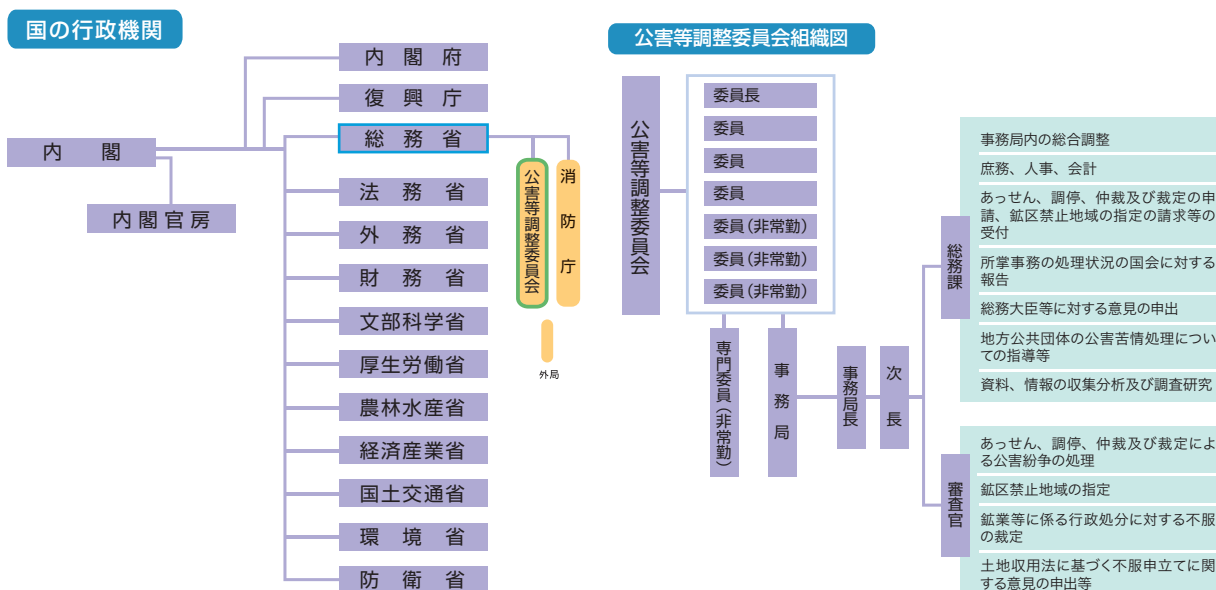 国の行政機関
内閣府
復興庁
総務省
内閣
内閣官房
法務省
外務省
財務省
文部科学省
厚生労働省
農林水産省
経済産業省
国土交通省
環境省
防衛省
公害等調整委員会
消防庁
外局
公害等調整委員会組織図
公害等調整委員会
委員長
委員
委員
委員
委員(非常勤)
委員(非常勤)
委員(非常勤)
専門委員(非常勤)
事務局
事務局長
次長
総務課
事務局内の総合調整
庶務、人事、会計
あっせん、調停、仲裁及び裁定の申
請、鉱区禁止地域の指定の請求等の
受付
所掌事務の処理状況の国会に対する
報告
総務大臣等に対する意見の申出
地方公共団体の公害苦情処理につい
ての指導等
資料、情報の収集分析及び調査研究
審査官
あっせん、調停、仲裁及び裁定によ
る公害紛争の処理
鉱区禁止地域の指定
鉱業等に係る行政処分に対する不服
の裁定
土地収用法に基づく不服申立てに関
する意見の申出等